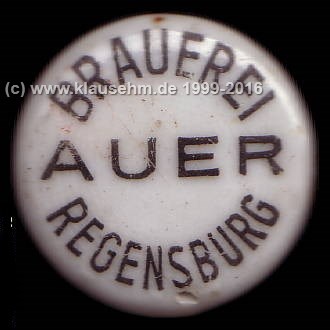 BRAUEREI
(c) www.klausehm.de 1999-2016
AUER
REGENSBURG